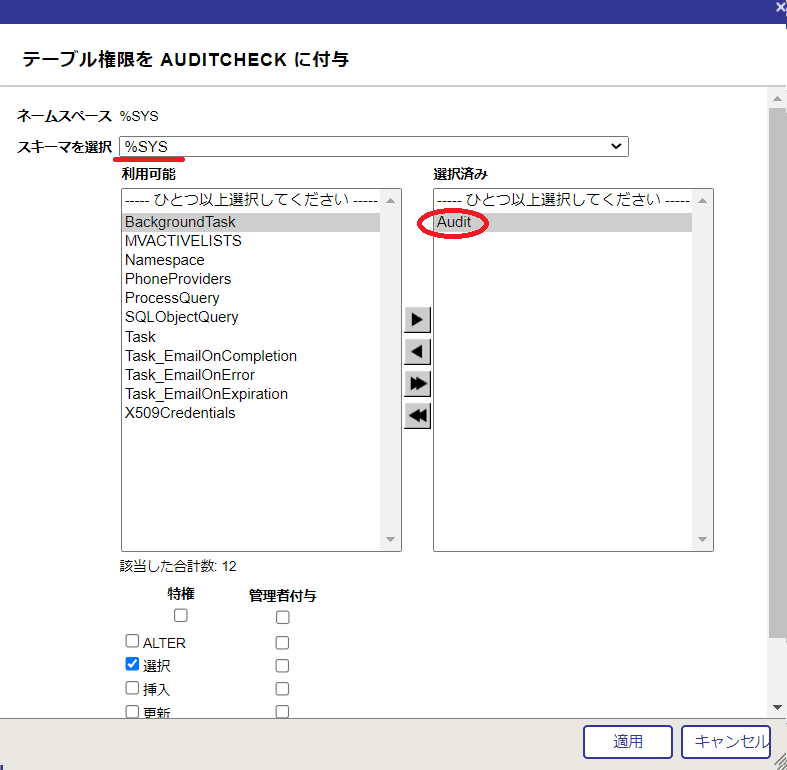 テーブル権限を AUDITCHECK に付与
ネームスペース %SYS
スキーマを選択 %SYS
利用可能 選択済み
----- ひとつ以上選択してください ----- ----- ひとつ以上選択してください -----
BackgroundTask Audit
MVACTIVELISTS
Namespace
PhoneProviders
ProcessQuery
SQLObjectQuery
Task
Task_EmailOnCompletion
Task_EmailOnError
Task_EmailOnExpiration
X509Credentials
該当した合計数: 12
特権 管理者付与
ALTER
選択
挿入
更新
適用 キャンセル